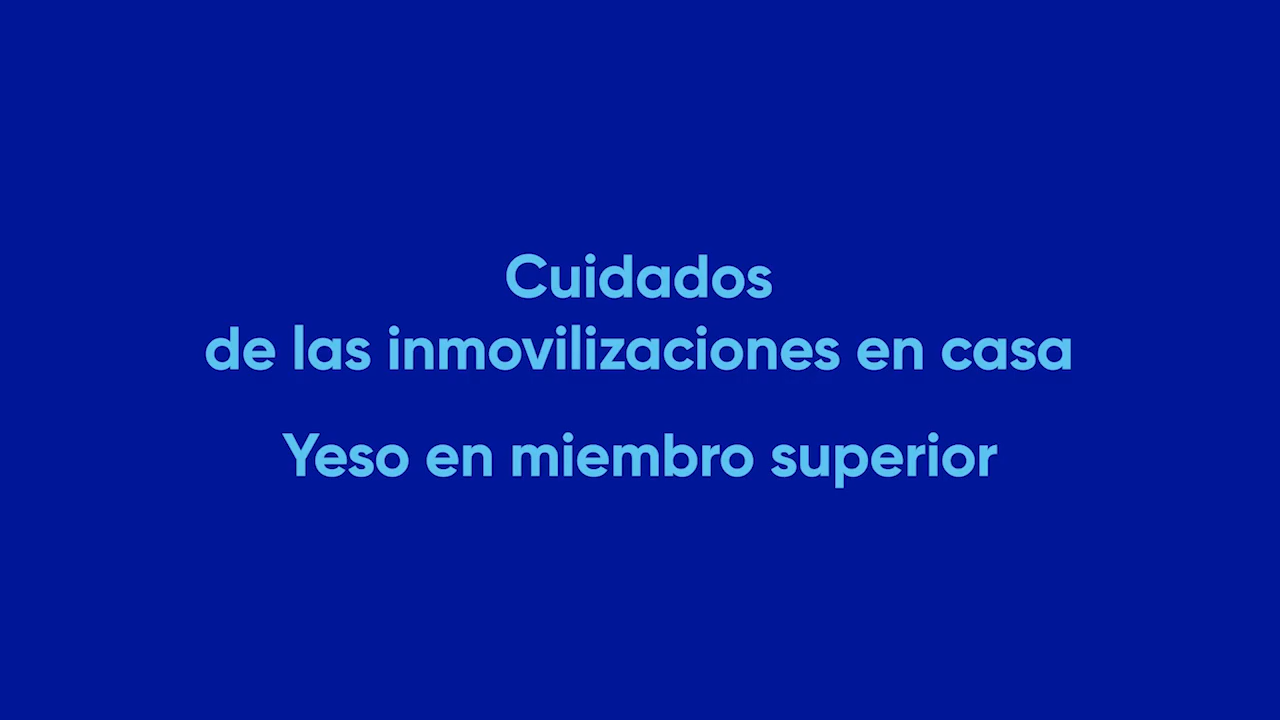 Cuidados
de las inmovilizaciones en casa
Yeso en miembro superior